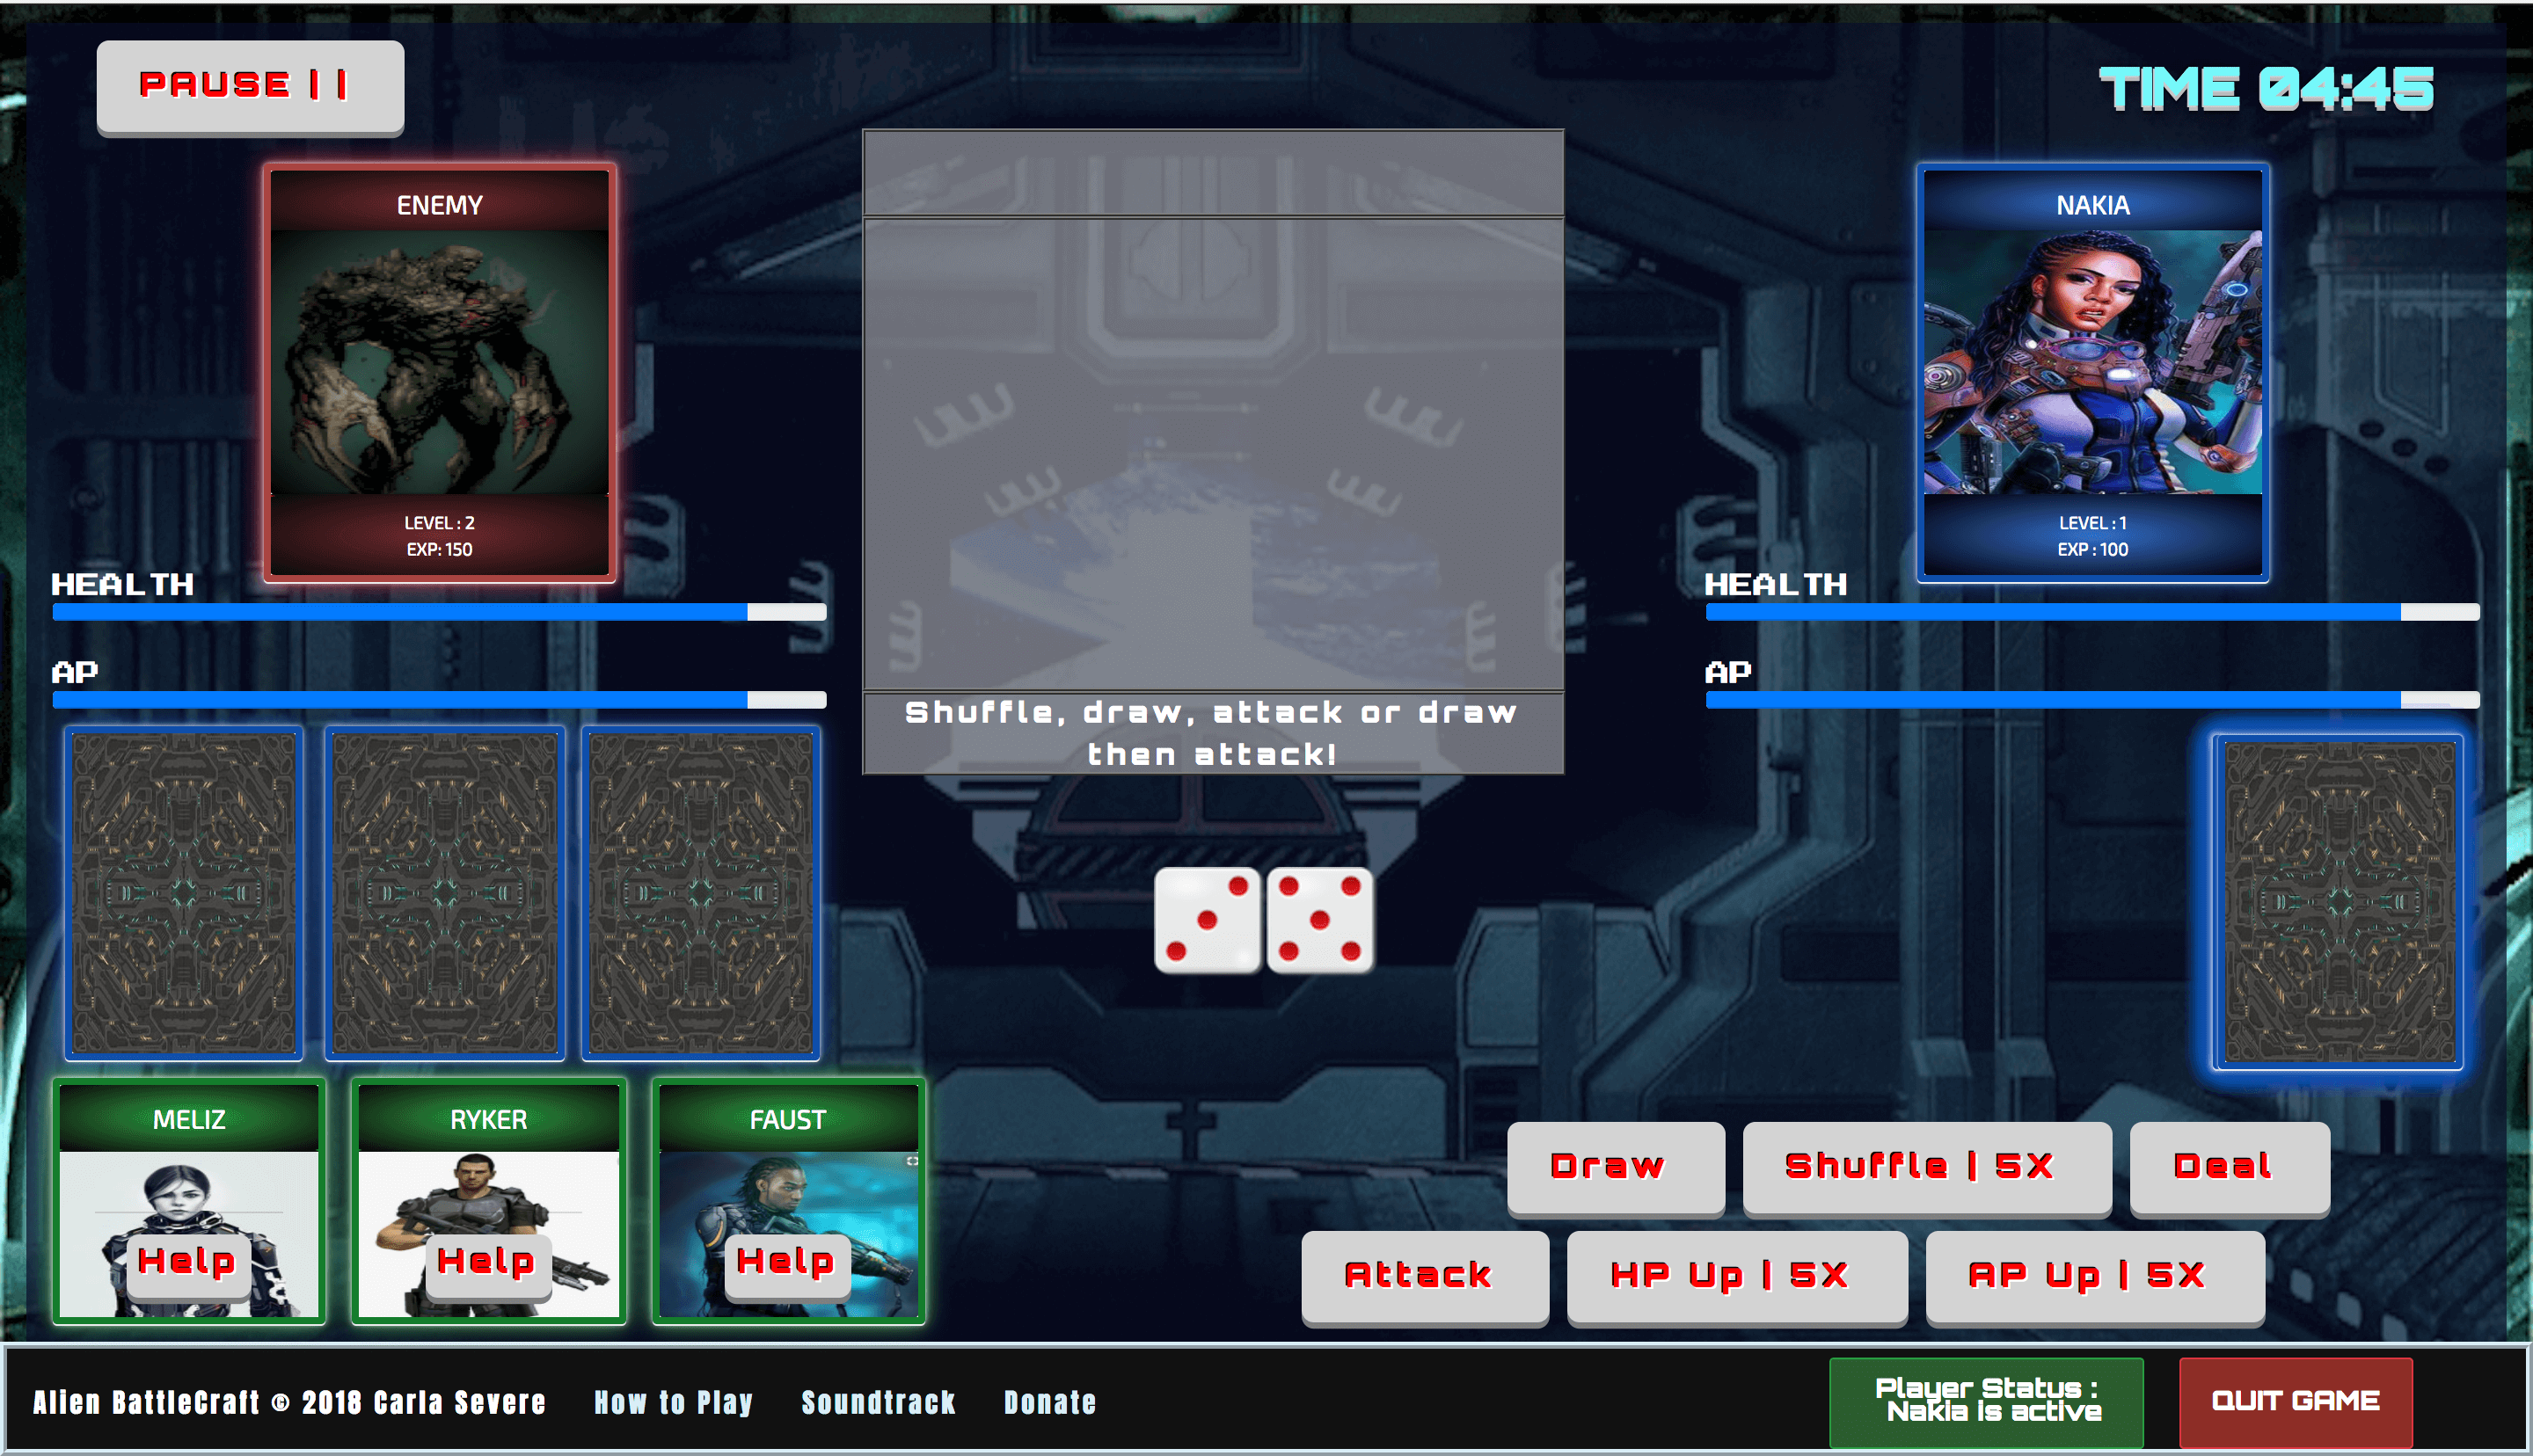 PAUSE ||
TIME 04:45
ENEMY
LEVEL : 2
EXP: 150
NAKIA
LEVEL : 1
EXP : 100
HEALTH
AP
HEALTH
AP
Shuffle, draw, attack or draw
then attack!
MELIZ
Help
RYKER
Help
FAUST
Help
Draw
Shuffle | 5X
Deal
Attack
HP Up | 5X
AP Up | 5X
Alien BattleCraft © 2018 Carla Severe
How to Play
Soundtrack
Donate
Player Status :
Nakia is active
QUIT GAME